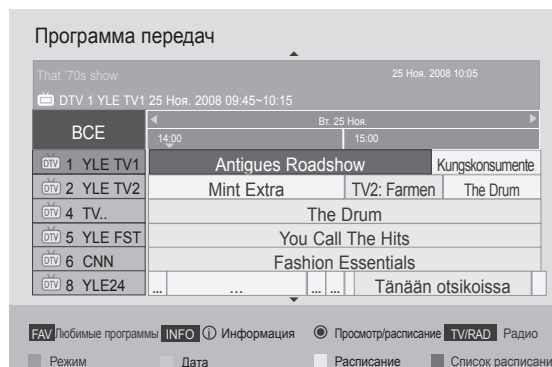 Программа передач
That '70s show 25 Ноя. 2008 10:05
DTV 1 YLE TV1 25 Ноя. 2008 09:45~10:15
ВСЕ
Вт. 25 Ноя.
14:00 15:00
DTV 1 YLE TV1 Antigues Roadshow Kungskonsumente
DTV 2 YLE TV2 Mint Extra TV2: Farmen The Drum
DTV 4 TV.. The Drum
DTV 5 YLE FST You Call The Hits
DTV 6 CNN Fashion Essentials
DTV 8 YLE24 ... ... ... ... Tänään otsikoissa
FAV Любимые программы INFO i Информация Просмотр/расписание TV/RAD Радио
Режим Дата Расписание Список расписани